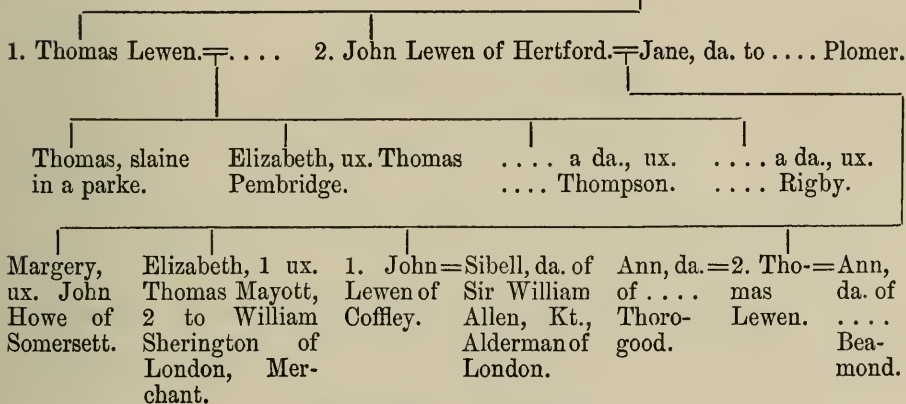 1. Thomas Lewen.=. . . . 2. John Lewen of Hertford.=Jane, da. to . . . . Plomer.
Thomas, slaine
in a parke.
Elizabeth, ux. Thomas
Pembridge.
. . . . a da., ux.
. . . . Thompson.
. . . . a da., ux.
. . . . Rigby.
Margery,
ux. John
Howe of
Somersett.
Elizabeth, 1 ux.
Thomas Mayott,
2 to William
Sherington of
London, Mer-
chant.
1. John=
Lewen of
Coffley.
Sibell, da. of
Sir William
Allen, Kt.,
Alderman of
London.
Ann, da.=
of . . . .
Thoro-
good.
2. Tho-=
mas
Lewen.
Ann,
da. of
. . . .
Bea-
mond.